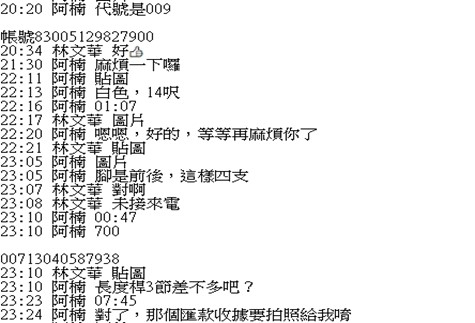 20:20 阿楠 代號是009
帳號83005129827900
20:34 林文華 好👍
21:30 阿楠 麻煩一下囉
22:11 阿楠 貼圖
22:13 阿楠 白色，14呎
22:16 阿楠 01:07
22:17 林文華 圖片
22:20 阿楠 嗯嗯，好的，等等再麻煩你了
22:21 林文華 貼圖
23:05 阿楠 圖片
23:05 阿楠 腳是前後，這樣四支
23:07 林文華 對啊
23:08 林文華 未接來電
23:10 阿楠 00:47
23:10 阿楠 700
00713040587938
23:10 林文華 貼圖
23:10 阿楠 長度桿3節差不多吧？
23:23 阿楠 07:45
23:24 阿楠 對了，那個匯款收據要拍照給我唷